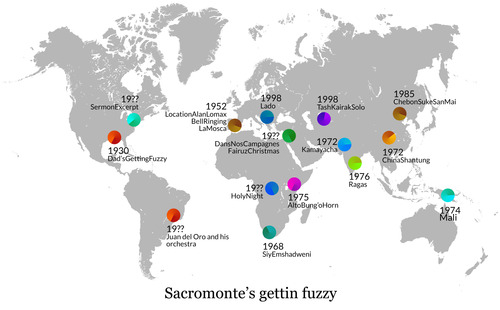 1985
ChebonSukeSanMai
1998
TashKairakSolo
1998
Lado
19??
SermonExcerpt
1952
LocationAlanLomax
BellRinging
LaMosca
19??
DansNosCampagnes
FairuzChristmas
1972
Kamayacha
1972
ChinaShantung
1930
Dad'sGettingFuzzy
1976
Ragas
19??
HolyNight
1975
AltoBung'oHorn
1974
Mali
19??
Juan del Oro and his
orchestra
1968
SiyEmshadweni
Sacromonte's gettin fuzzy